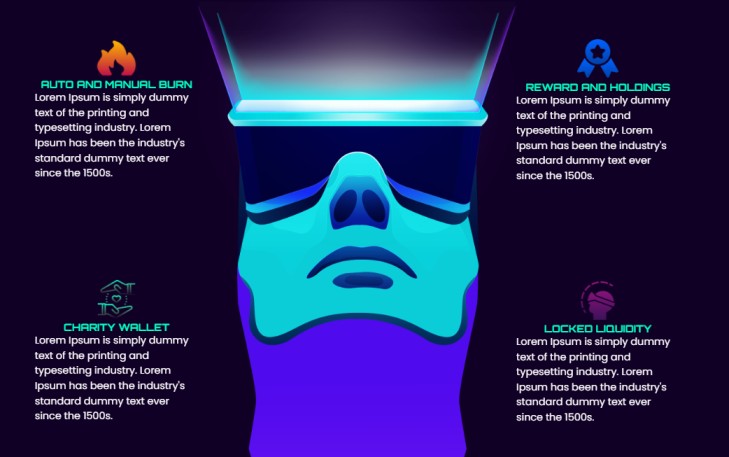 AUTO AND MANUAL BURN
Lorem Ipsum is simply dummy
text of the printing and
typesetting industry. Lorem
Ipsum has been the industry's
standard dummy text ever
since the 1500s.
REWARD AND HOLDINGS
Lorem Ipsum is simply dummy
text of the printing and
typesetting industry. Lorem
Ipsum has been the industry's
standard dummy text ever
since the 1500s.
CHARITY WALLET
Lorem Ipsum is simply dummy
text of the printing and
typesetting industry. Lorem
Ipsum has been the industry's
standard dummy text ever
since the 1500s.
LOCKED LIQUIDITY
Lorem Ipsum is simply dummy
text of the printing and
typesetting industry. Lorem
Ipsum has been the industry's
standard dummy text ever
since the 1500s.